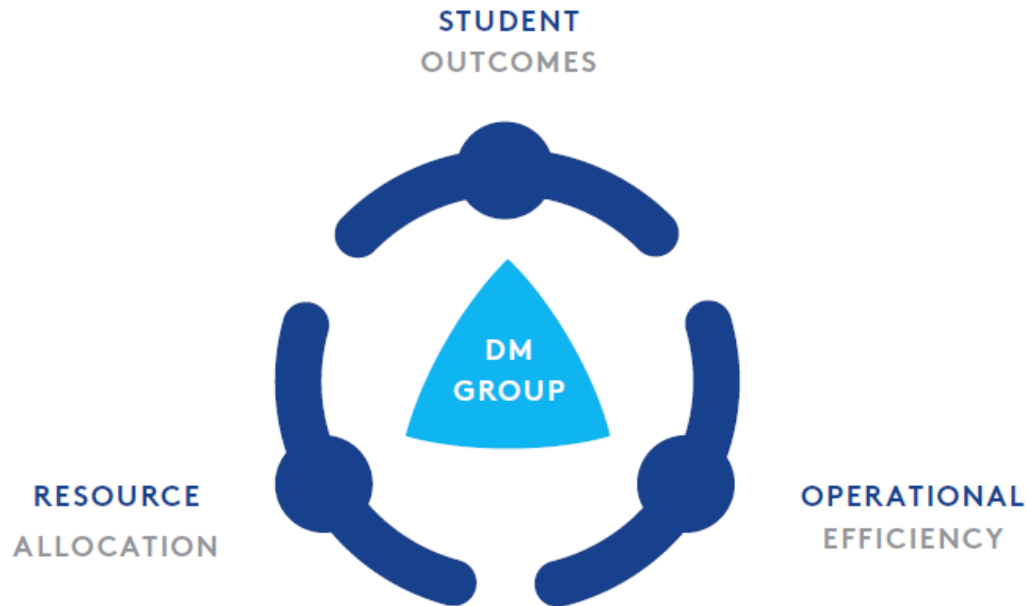 STUDENT
OUTCOMES
DM
GROUP
RESOURCE
ALLOCATION
OPERATIONAL
EFFICIENCY